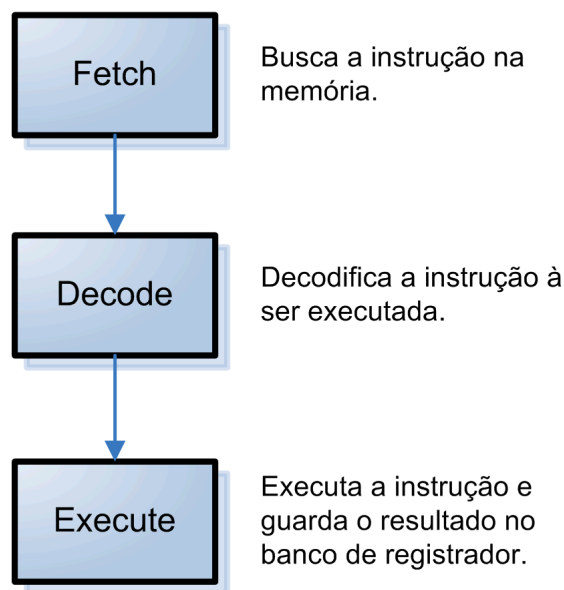 Fetch
Busca a instrução na
memória.
Decode
Decodifica a instrução à
ser executada.
Execute
Executa a instrução e
guarda o resultado no
banco de registrador.